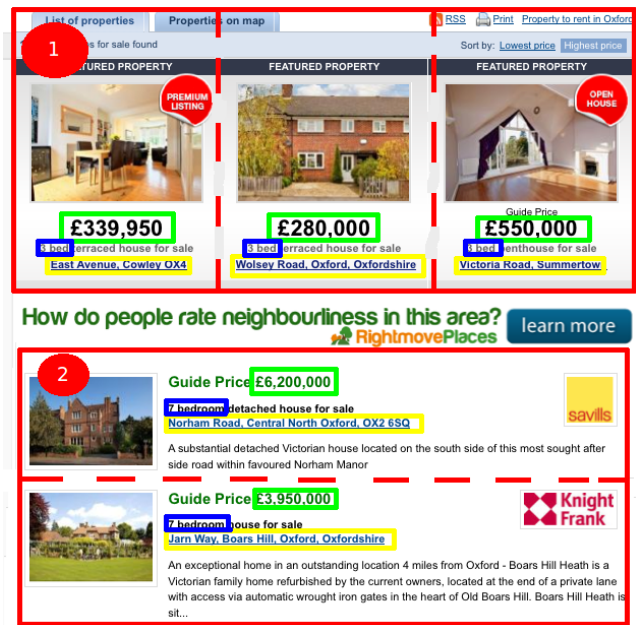 List of properties Properties on map RSS Print Property to rent in Oxford
1 es for sale found Sort by: Lowest price Highest price
TURED PROPERTY FEATURED PROPERTY FEATURED PROPERTY
PREMIUM LISTING
OPEN HOUSE
Guide Price
£339,950 £280,000 £550,000
3 bed terraced house for sale 3 bed terraced house for sale 3 bed penthouse for sale
East Avenue, Cowley OX4 Wolsey Road, Oxford, Oxfordshire Victoria Road, Summertow
How do people rate neighbourliness in this area? learn more
RightmovePlaces
2
Guide Price £6,200,000
7 bedroom detached house for sale
Norham Road, Central North Oxford, OX2 6SQ
savills
A substantial detached Victorian house located on the south side of this most sought after
side road within favoured Norham Manor
Guide Price £3,950,000
Knight Frank
7 bedroom house for sale
Jarn Way, Boars Hill, Oxford, Oxfordshire
An exceptional home in an outstanding location 4 miles from Oxford - Boars Hill Heath is a
Victorian family home refurbished by the current owners, located at the end of a private lane
with access via automatic wrought iron gates in the heart of Old Boars Hill. Boars Hill Heath is
sit...